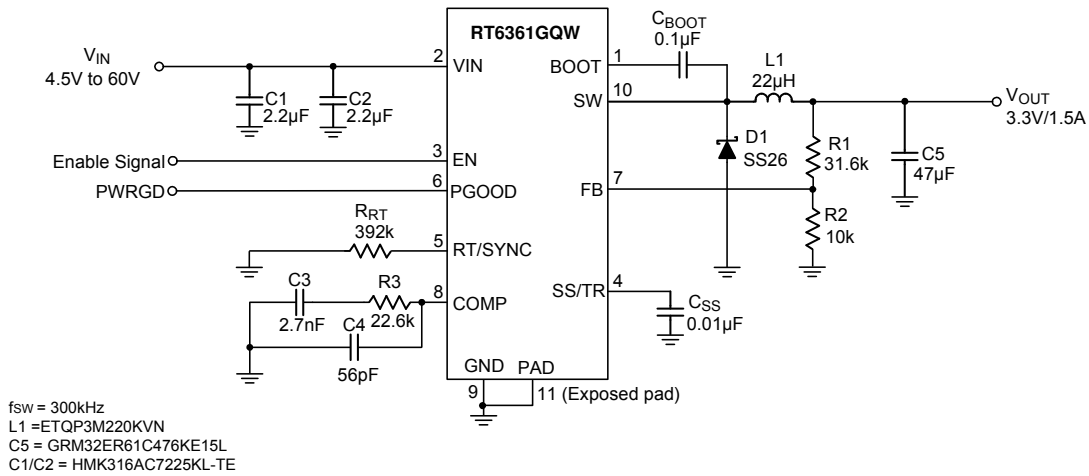 RT6361GQW
VIN
4.5V to 60V
2
VIN
C1
2.2µF
C2
2.2µF
Enable Signal
3
EN
PWRGD
6
PGOOD
RRT
392k
5
RT/SYNC
C3
2.7nF
R3
22.6k
8
COMP
C4
56pF
GND
PAD
9
11 (Exposed pad)
BOOT
1
CBOOT
0.1µF
SW
10
L1
22µH
VOUT
3.3V/1.5A
D1
SS26
R1
31.6k
C5
47µF
FB
7
R2
10k
SS/TR
4
CSS
0.01µF
fSW = 300kHz
L1 =ETQP3M220KVN
C5 = GRM32ER61C476KE15L
C1/C2 = HMK316AC7225KL-TE